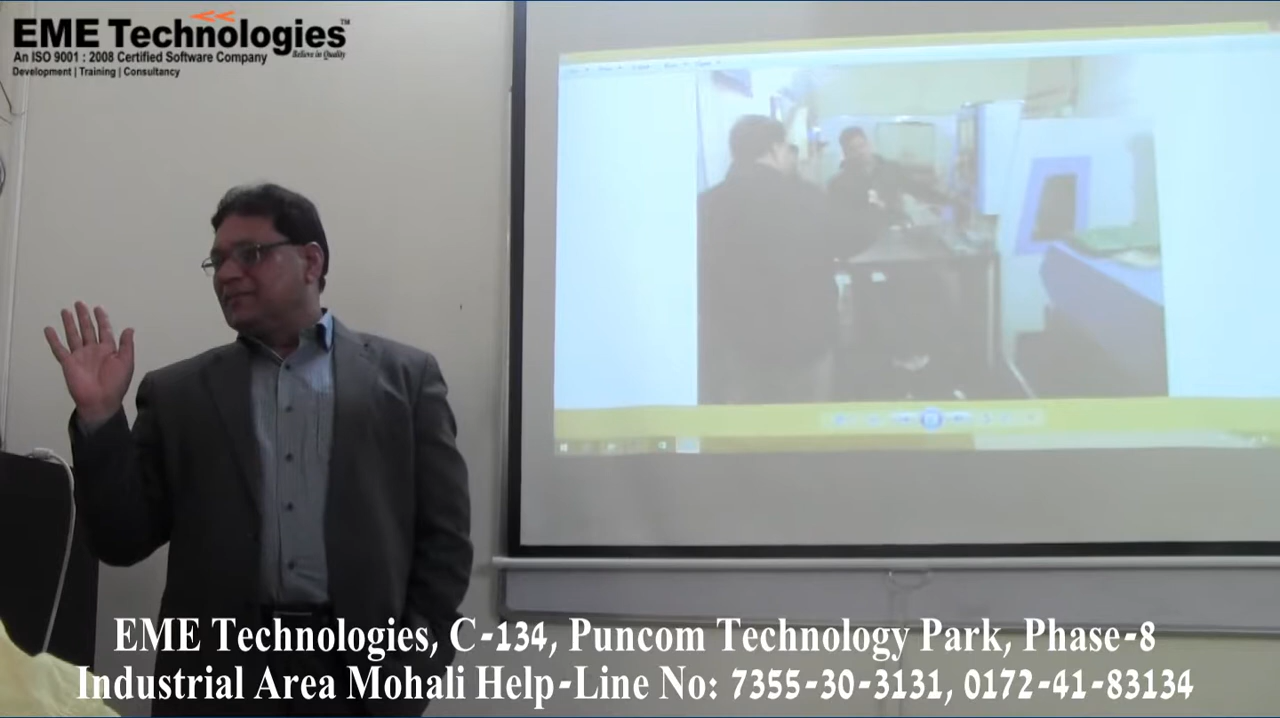 EME Technologies™
An ISO 9001 : 2008 Certified Software Company Believe in Quality
Development | Training | Consultancy
EME Technologies, C-134, Puncom Technology Park, Phase-8
Industrial Area Mohali Help-Line No: 7355-30-3131, 0172-41-83134